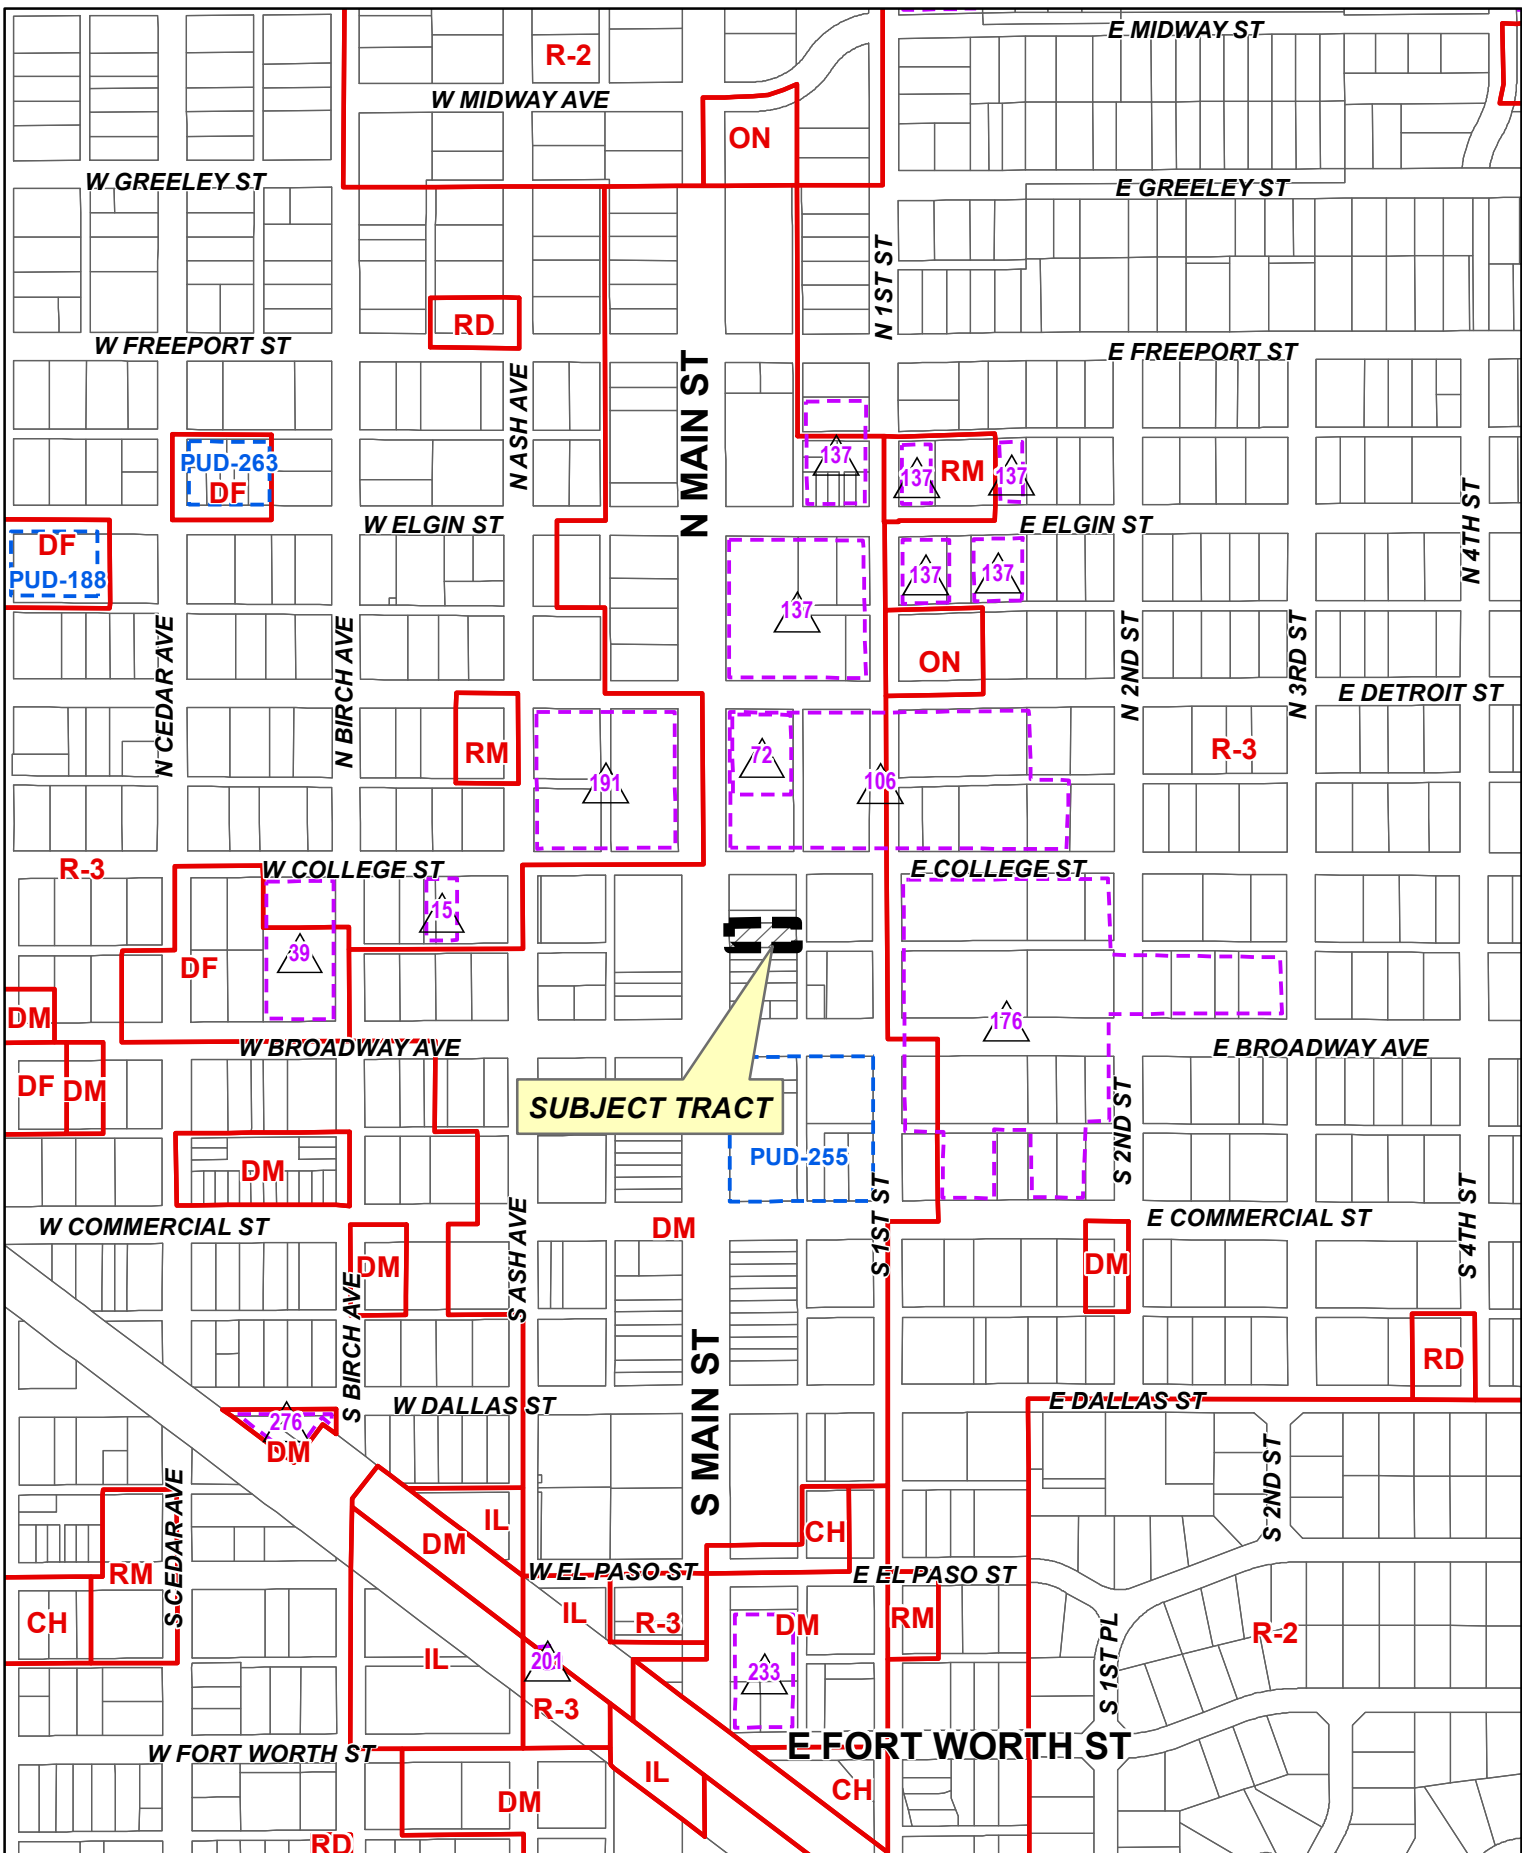 E MIDWAY ST
R-2
W MIDWAY AVE
ON
W GREELEY ST
E GREELEY ST
N 1ST ST
RD
W FREEPORT ST
E FREEPORT ST
N ASH AVE
N MAIN ST
137
137
RM
137
PUD-263
DF
W ELGIN ST
E ELGIN ST
N 4TH ST
DF
PUD-188
137
137
137
N CEDAR AVE
N BIRCH AVE
ON
N 2ND ST
N 3RD ST
E DETROIT ST
RM
191
72
106
R-3
R-3
W COLLEGE ST
E COLLEGE ST
15
39
DF
DM
176
W BROADWAY AVE
E BROADWAY AVE
DF
DM
SUBJECT TRACT
S 2ND ST
PUD-255
DM
S 1ST ST
W COMMERCIAL ST
DM
E COMMERCIAL ST
S 4TH ST
DM
S ASH AVE
DM
S BIRCH AVE
S MAIN ST
RD
W DALLAS ST
E DALLAS ST
276
DM
S 2ND ST
S CEDAR AVE
IL
DM
CH
RM
W EL PASO ST
E EL PASO ST
CH
IL
R-3
DM
RM
R-2
IL
201
233
S 1ST PL
R-3
W FORT WORTH ST
E FORT WORTH ST
IL
CH
DM
RD